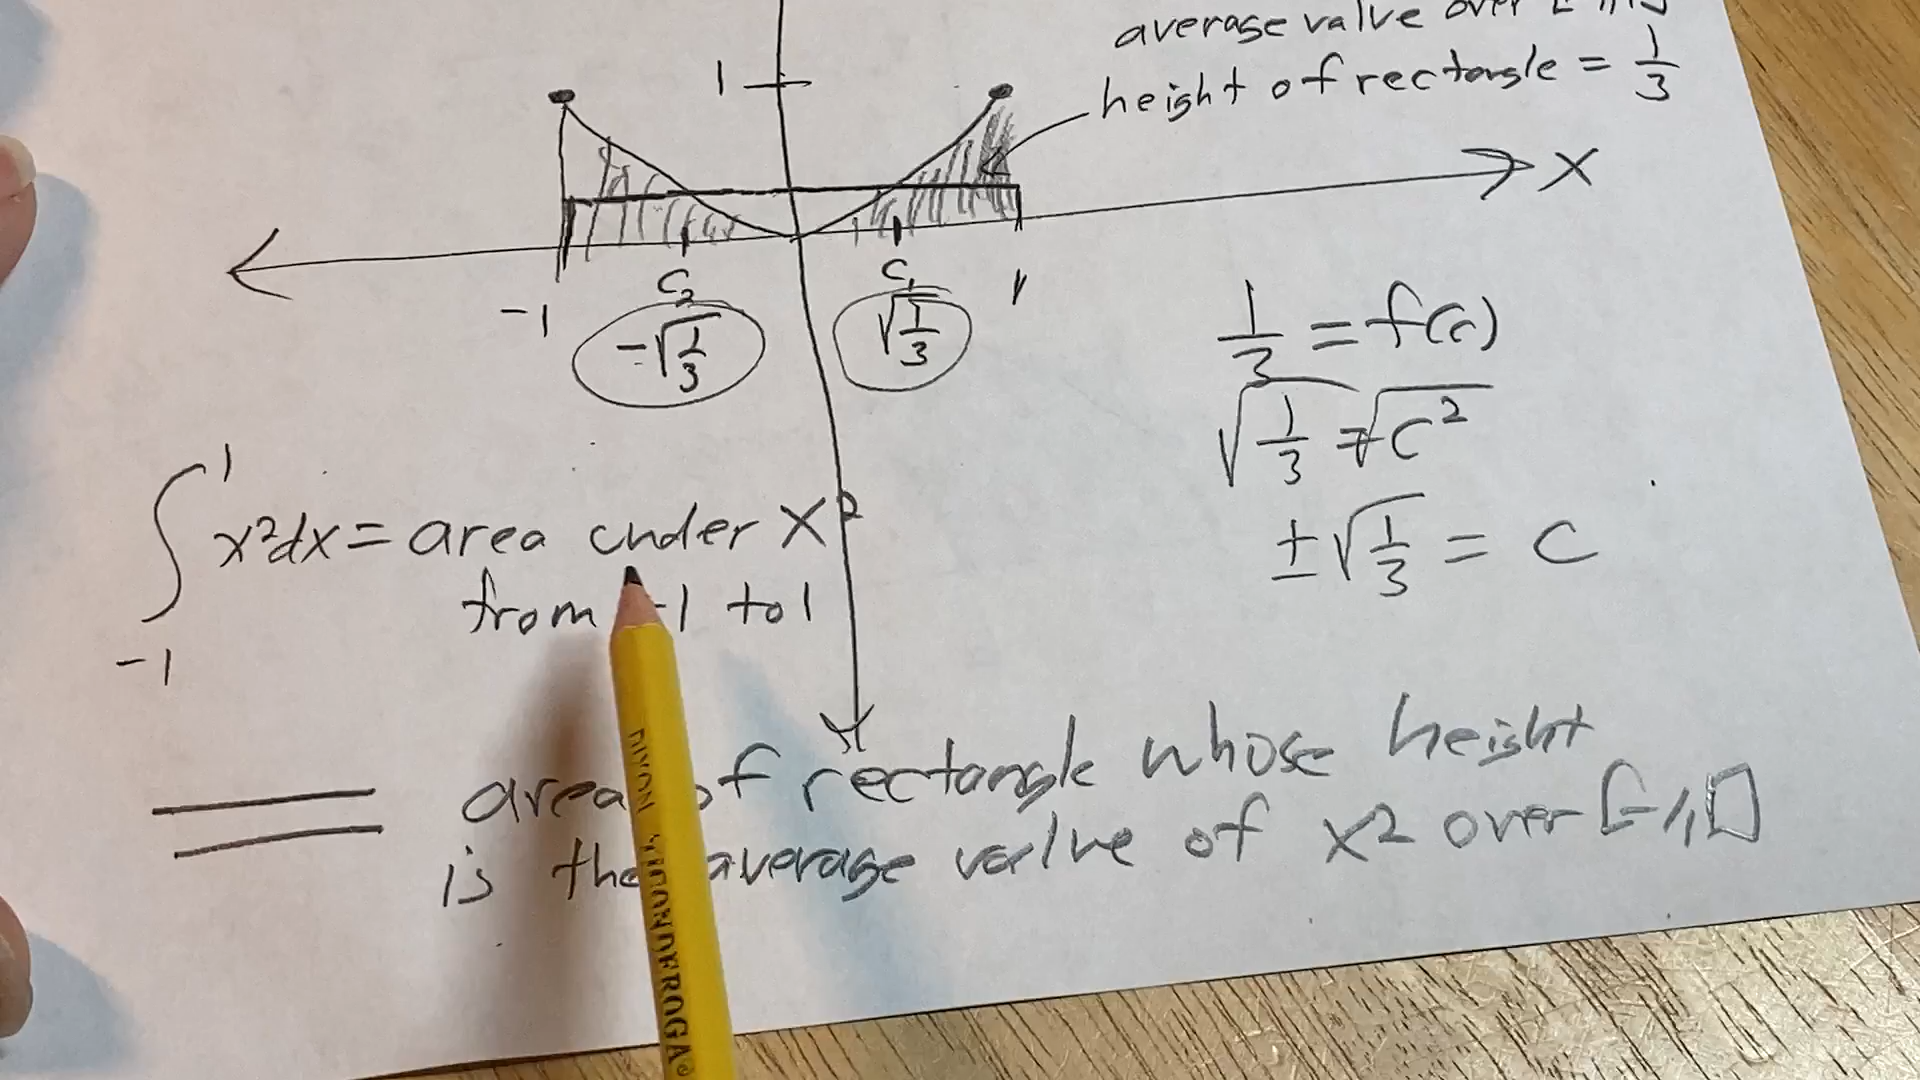 average value over [-1,1]
height of rectangle = 1/3
1
x
-1
c₂
c₁
1
-√(1/3)
√(1/3)
1/3 = f(c)
√(1/3) = √(c²)
±√(1/3) = c
∫₋₁¹ x²dx = area under x²
from -1 to 1
= area of rectangle whose height
is the average value of x² over [-1,1]
DIXON TICONDEROGA®